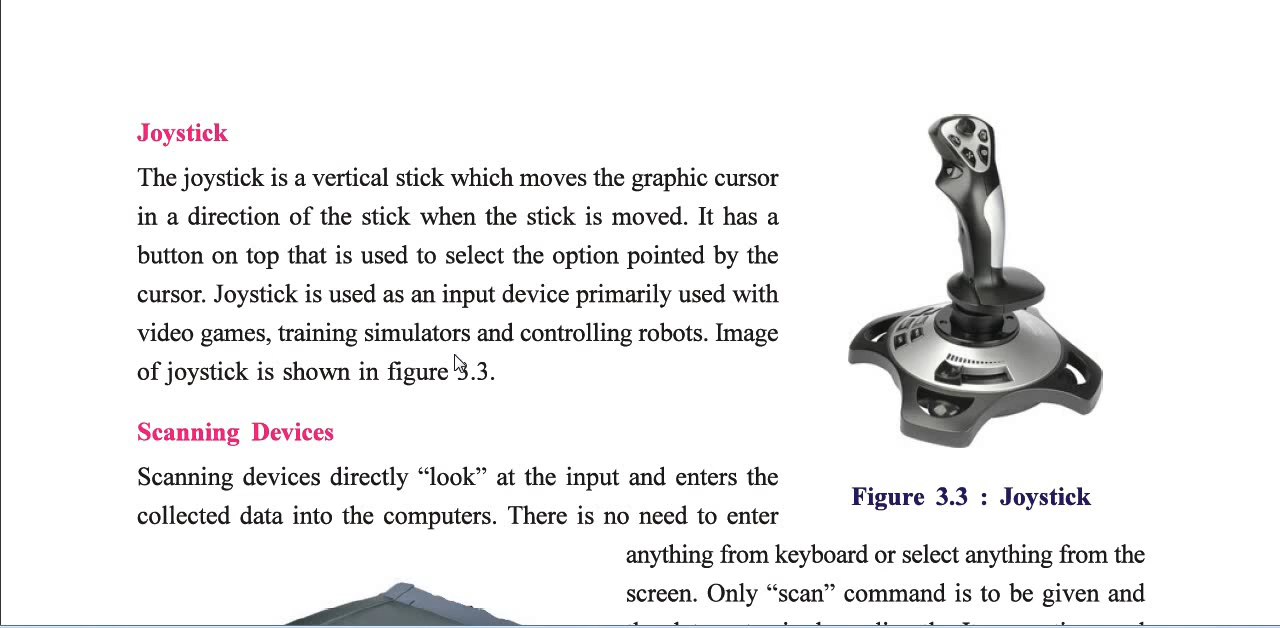 Joystick
The joystick is a vertical stick which moves the graphic cursor
in a direction of the stick when the stick is moved. It has a
button on top that is used to select the option pointed by the
cursor. Joystick is used as an input device primarily used with
video games, training simulators and controlling robots. Image
of joystick is shown in figure 3.3.
Scanning Devices
Scanning devices directly “look” at the input and enters the
collected data into the computers. There is no need to enter
Figure 3.3 : Joystick
anything from keyboard or select anything from the
screen. Only “scan” command is to be given and